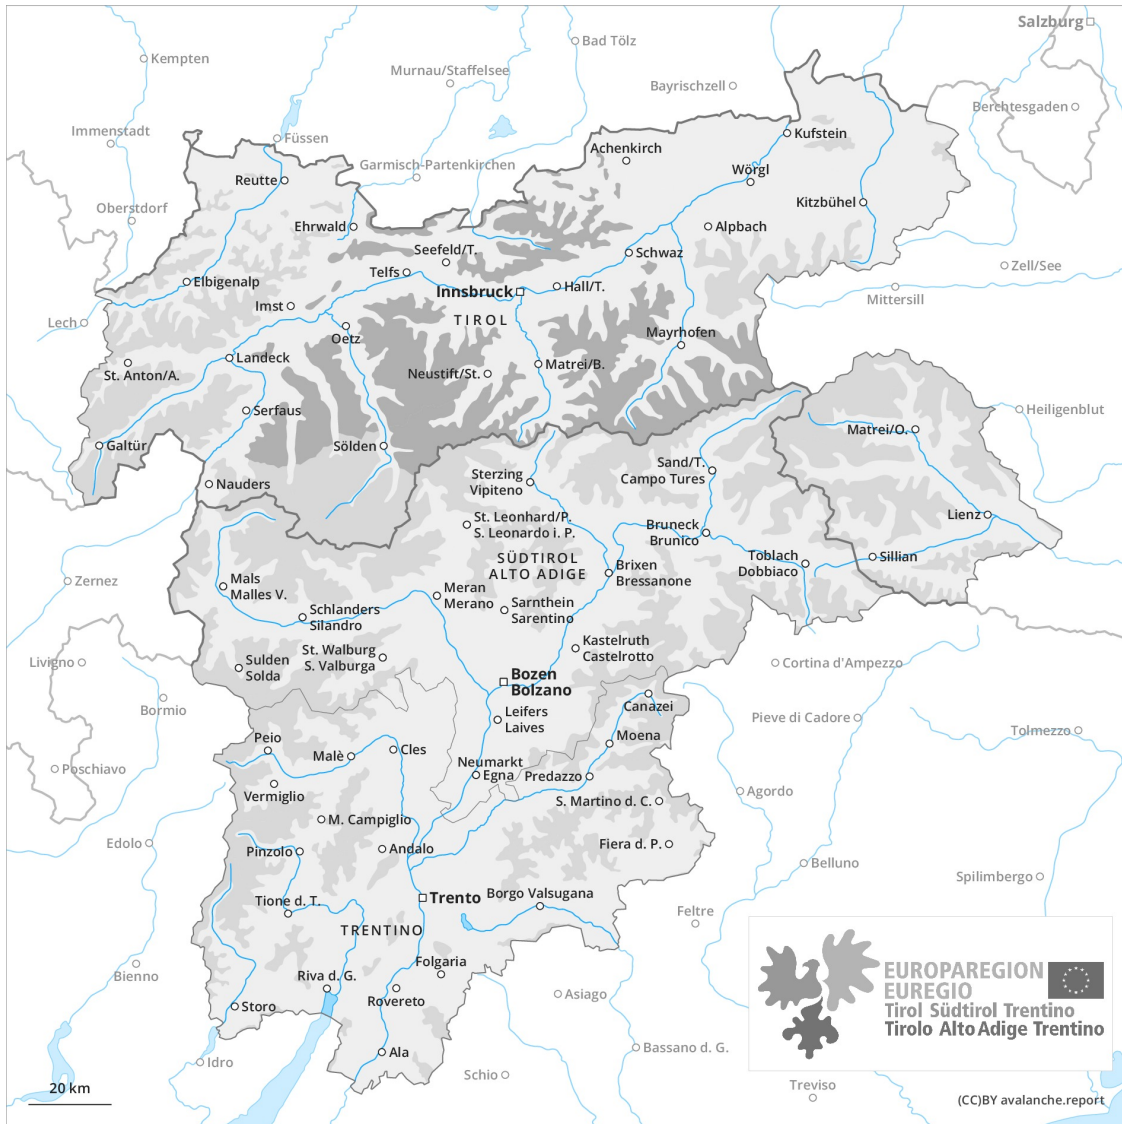 Salzburg
Bad Tölz
Kempten
Murnau/Staffelsee
Bayrischzell
Berchtesgaden
Immenstadt
Füssen
Kufstein
Achenkirch
Garmisch-Partenkirchen
Wörgl
Reutte
Kitzbühel
Oberstdorf
Ehrwald
Alpbach
Seefeld/T.
Schwaz
Telfs
Zell/See
Elbigenalp
Hall/T.
Innsbruck
Mittersill
Imst
TIROL
Lech
Oetz
Mayrhofen
Landeck
Matrei/B.
St. Anton/A.
Neustift/St.
Serfaus
Heiligenblut
Matrei/O.
Galtür
Sölden
Sand/T.
Campo Tures
Sterzing
Vipiteno
Nauders
Lienz
St. Leonhard/P.
S. Leonardo i. P.
Bruneck
Brunico
SÜDTIROL
ALTO ADIGE
Toblach
Dobbiaco
Sillian
Brixen
Bressanone
Zernez
Mals
Malles V.
Meran
Merano
Sarnthein
Sarentino
Schlanders
Silandro
Kastelruth
Castelrotto
St. Walburg
S. Valburga
Livigno
Sulden
Solda
Cortina d'Ampezzo
Bozen
Bolzano
Bormio
Canazei
Leifers
Laives
Pieve di Cadore
Tolmezzo
Peio
Moena
Malè
Cles
Neumarkt
Egna
Predazzo
Poschiavo
Vermiglio
Agordo
S. Martino d. C.
M. Campiglio
Edolo
Pinzolo
Andalo
Fiera d. P.
Belluno
Spilimbergo
Tione d. T.
Trento
Borgo Valsugana
Feltre
TRENTINO
Bienno
Folgaria
Riva d. G.
Rovereto
Asiago
Storo
EUROPAREGION
EUREGIO
Tirol Südtirol Trentino
Tirolo Alto Adige Trentino
Idro
Ala
Bassano d. G.
Schio
Treviso
20 km
(CC)BY avalanche.report